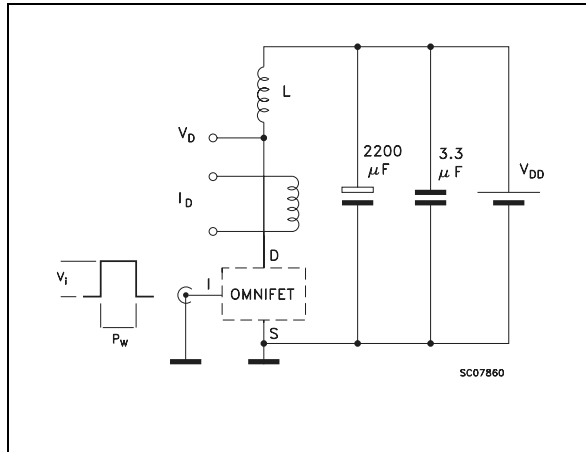 L
V_D
2200
μF
3.3
μF
V_DD
I_D
D
V_i
I
OMNIFET
P_W
S
SC07860